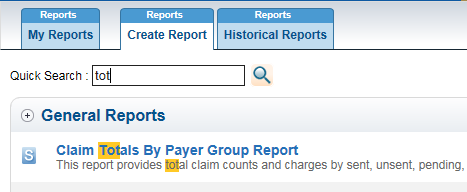 Reports Reports Reports
My Reports Create Report Historical Reports
Quick Search : tot
General Reports
S Claim Totals By Payer Group Report
This report provides total claim counts and charges by sent, unsent, pending,